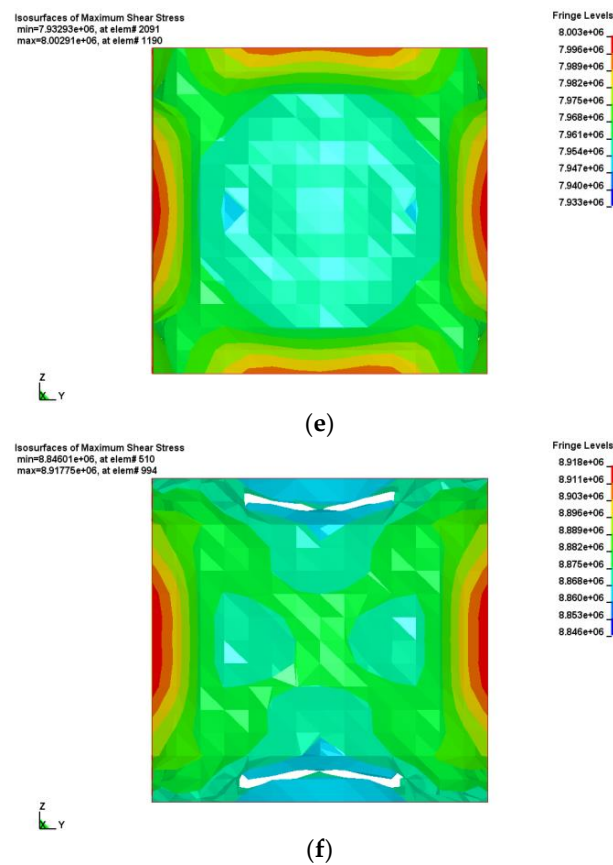 Isosurfaces of Maximum Shear Stress
min=7.93293e+06, at elem# 2091
max=8.00291e+06, at elem# 1190
Fringe Levels
8.003e+06
7.996e+06
7.989e+06
7.982e+06
7.975e+06
7.968e+06
7.961e+06
7.954e+06
7.947e+06
7.940e+06
7.933e+06
Z
X Y
(e)
Isosurfaces of Maximum Shear Stress
min=8.84601e+06, at elem# 510
max=8.91775e+06, at elem# 994
Fringe Levels
8.918e+06
8.911e+06
8.903e+06
8.896e+06
8.889e+06
8.882e+06
8.875e+06
8.868e+06
8.860e+06
8.853e+06
8.846e+06
Z
X Y
(f)